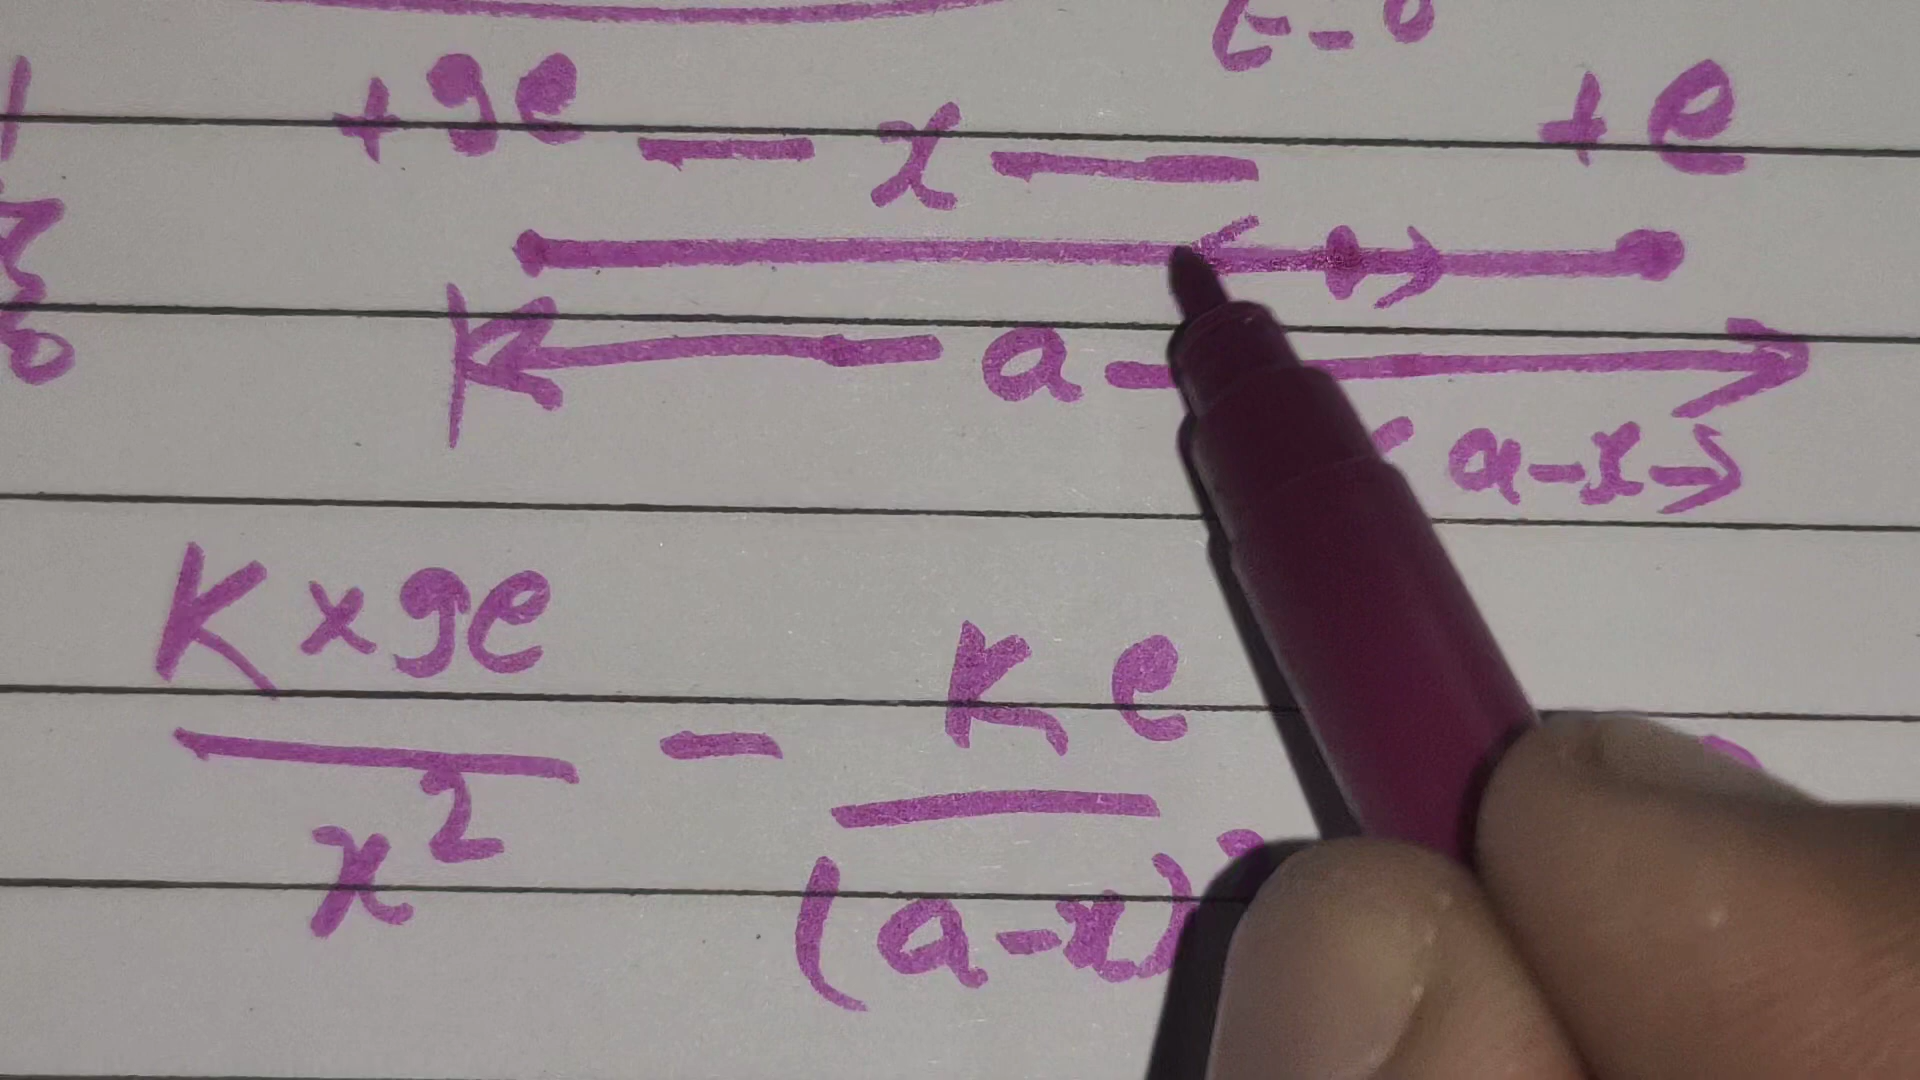 +9e — x — +e
a
a-x→
K×9e — Ke
x² (a-x)